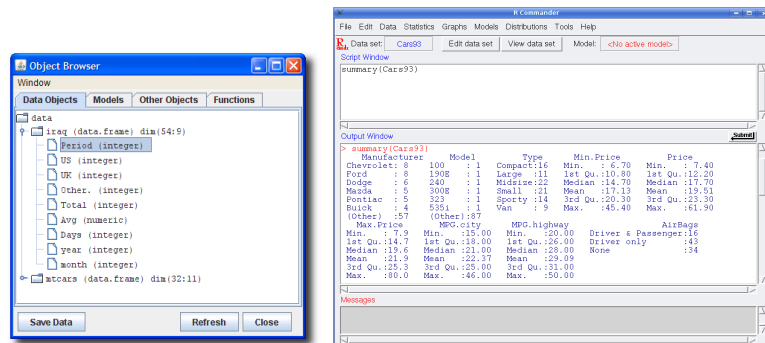 Object Browser
Window
Data Objects Models Other Objects Functions
data
iraq (data.frame) dim(54:9)
Period (integer)
US (integer)
UK (integer)
Other. (integer)
Total (integer)
Avg (numeric)
Days (integer)
year (integer)
month (integer)
mtcars (data.frame) dim(32:11)
Save Data Refresh Close
R Commander
File Edit Data Statistics Graphs Models Distributions Tools Help
R Data set: Cars93 Edit data set View data set Model: <No active model>
Script Window
summary(Cars93)
Output Window Submit
> summary(Cars93)
Manufacturer Model Type Min.Price Price
Chevrolet: 8 100 : 1 Compact:16 Min. : 6.70 Min. : 7.40
Ford : 8 190E : 1 Large :11 1st Qu.:10.80 1st Qu.:12.20
Dodge : 6 240 : 1 Midsize:22 Median :14.70 Median :17.70
Mazda : 5 300E : 1 Small :21 Mean :17.13 Mean :19.51
Pontiac : 5 323 : 1 Sporty :14 3rd Qu.:20.30 3rd Qu.:23.30
Buick : 4 535i : 1 Van : 9 Max. :45.40 Max. :61.90
(Other) :57 (Other):87
Max.Price MPG.city MPG.highway AirBags
Min. : 7.9 Min. :15.00 Min. :20.00 Driver & Passenger:16
1st Qu.:14.7 1st Qu.:18.00 1st Qu.:26.00 Driver only :43
Median :19.6 Median :21.00 Median :28.00 None :34
Mean :21.9 Mean :22.37 Mean :29.09
3rd Qu.:25.3 3rd Qu.:25.00 3rd Qu.:31.00
Max. :80.0 Max. :46.00 Max. :50.00
Messages